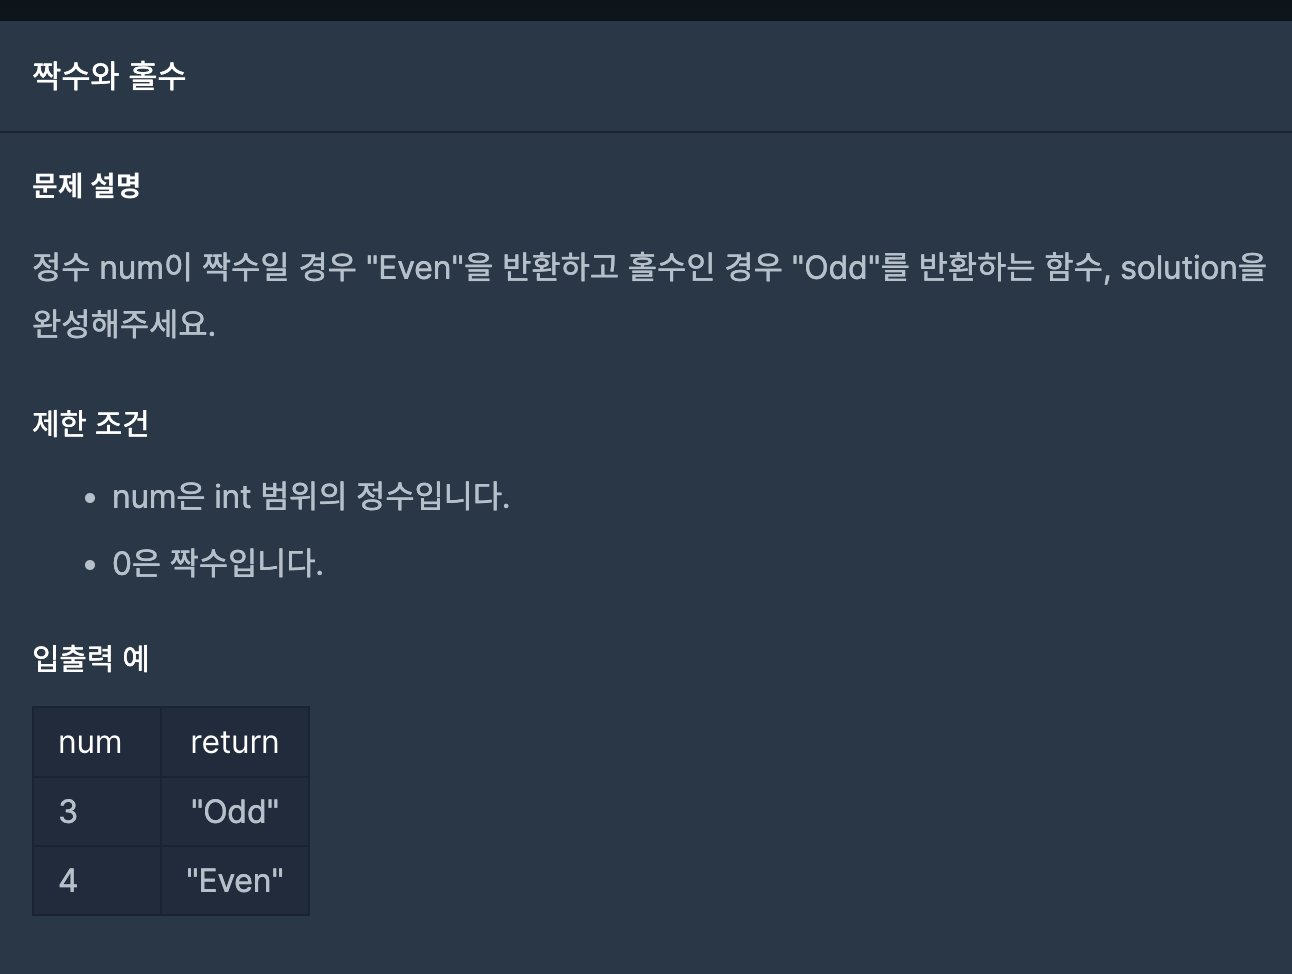 짝수와 홀수
문제 설명
정수 num이 짝수일 경우 "Even"을 반환하고 홀수인 경우 "Odd"를 반환하는 함수, solution을
완성해주세요.
제한 조건
• num은 int 범위의 정수입니다.
• 0은 짝수입니다.
입출력 예
num return
3 "Odd"
4 "Even"